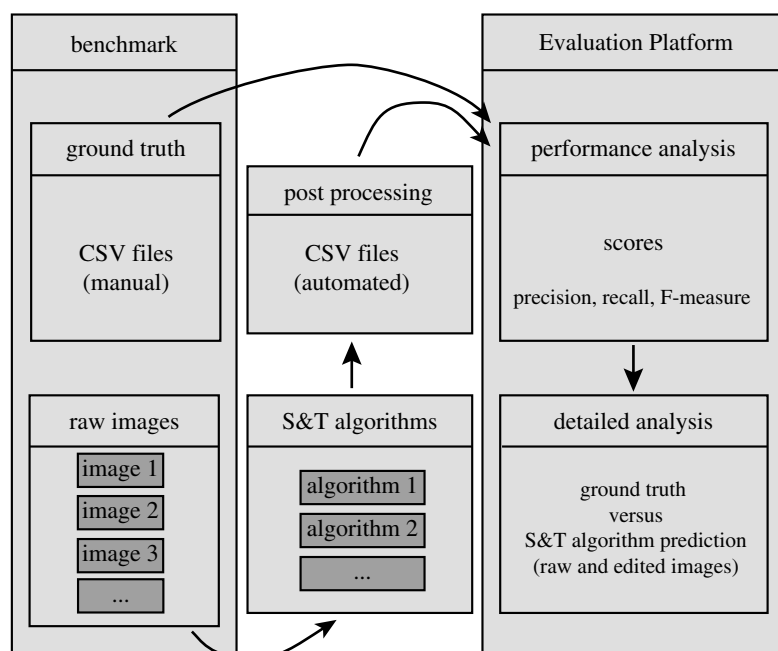 benchmark
ground truth
CSV files
(manual)
raw images
image 1
image 2
image 3
...
post processing
CSV files
(automated)
S&T algorithms
algorithm 1
algorithm 2
...
Evaluation Platform
performance analysis
scores
precision, recall, F-measure
detailed analysis
ground truth
versus
S&T algorithm prediction
(raw and edited images)